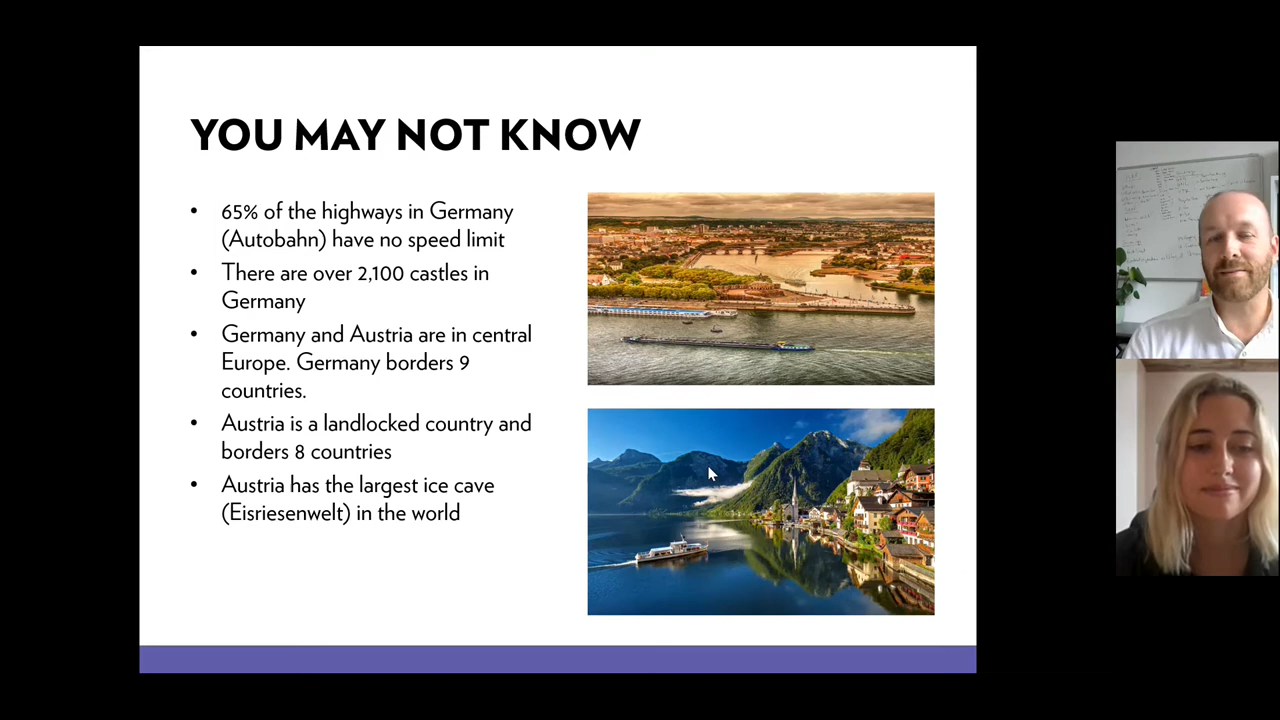 YOU MAY NOT KNOW
• 65% of the highways in Germany
(Autobahn) have no speed limit
• There are over 2,100 castles in
Germany
• Germany and Austria are in central
Europe. Germany borders 9
countries.
• Austria is a landlocked country and
borders 8 countries
• Austria has the largest ice cave
(Eisriesenwelt) in the world